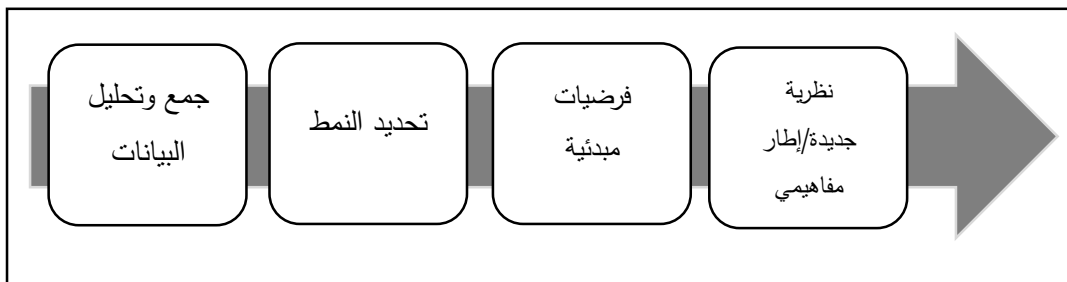 جمع وتحليل
البيانات
تحديد النمط
فرضيات
مبدئية
نظرية
جديدة/إطار
مفاهيمي